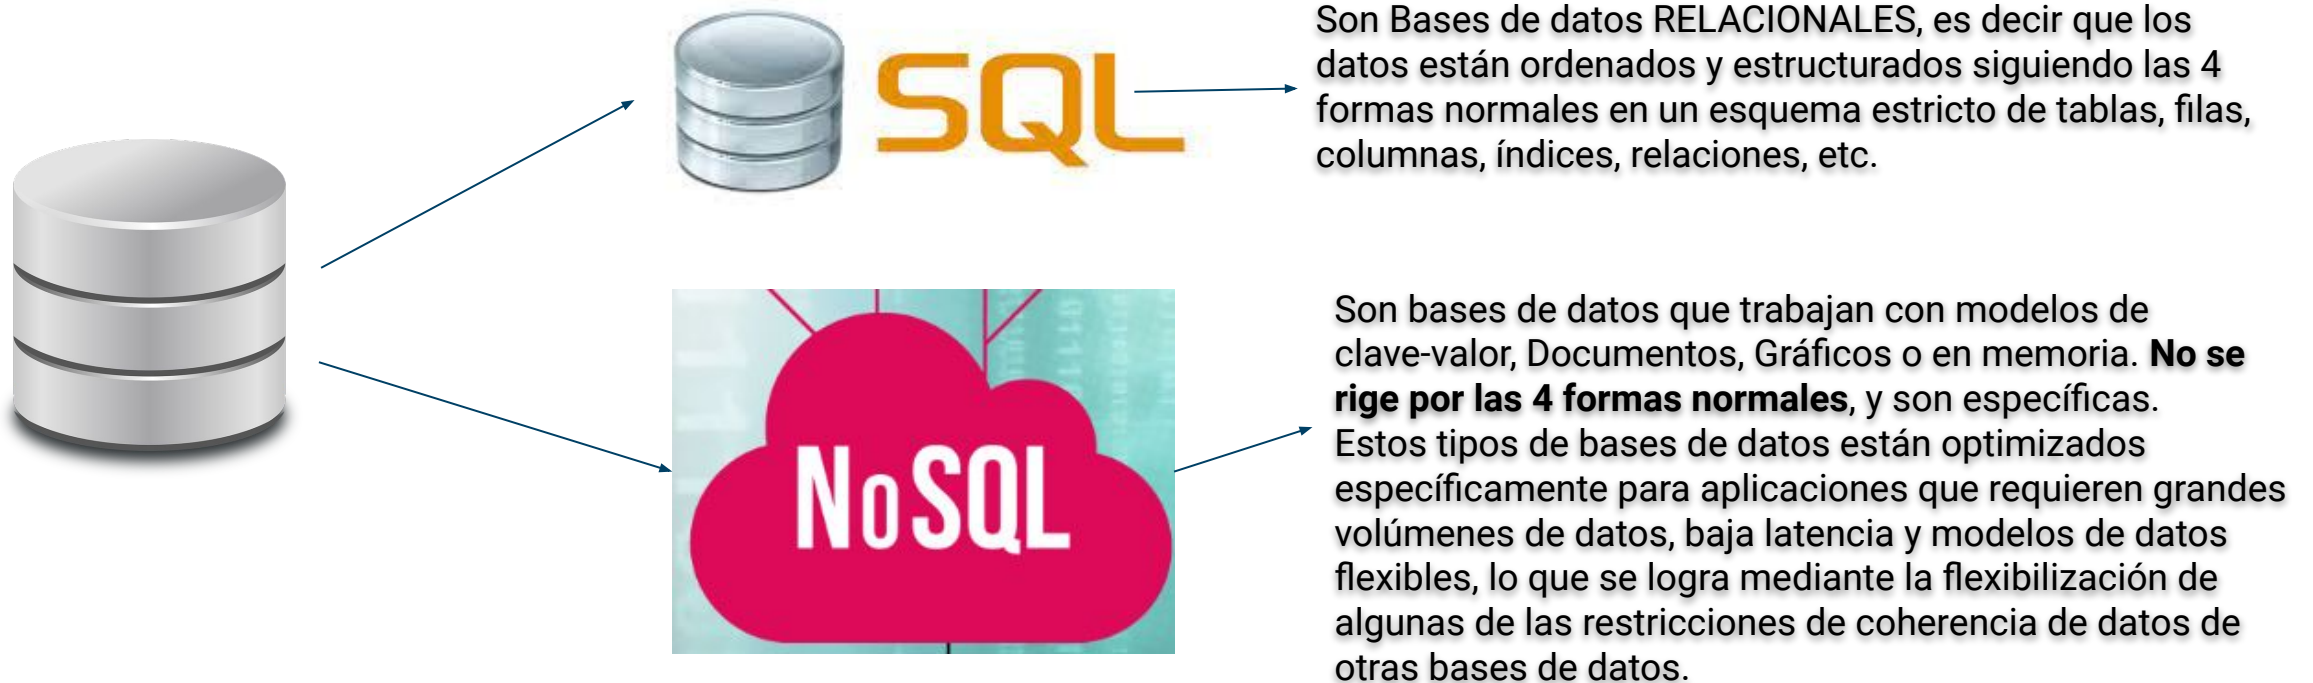 SQL
Son Bases de datos RELACIONALES, es decir que los
datos están ordenados y estructurados siguiendo las 4
formas normales en un esquema estricto de tablas, filas,
columnas, índices, relaciones, etc.
NoSQL
Son bases de datos que trabajan con modelos de
clave-valor, Documentos, Gráficos o en memoria. No se
rige por las 4 formas normales, y son específicas.
Estos tipos de bases de datos están optimizados
específicamente para aplicaciones que requieren grandes
volúmenes de datos, baja latencia y modelos de datos
flexibles, lo que se logra mediante la flexibilización de
algunas de las restricciones de coherencia de datos de
otras bases de datos.